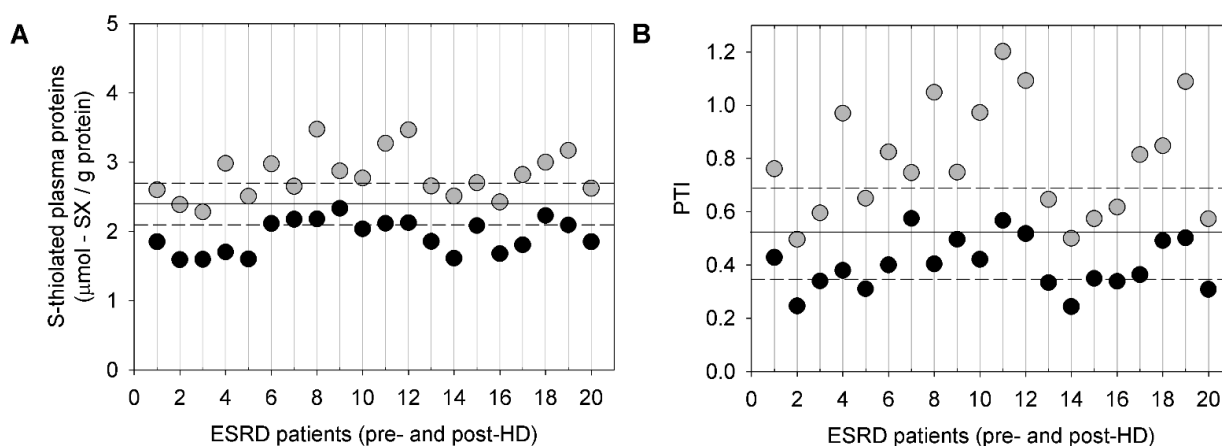 A
S-thiolated plasma proteins
(µmol - SX / g protein)
5
4
3
2
1
0
0 2 4 6 8 10 12 14 16 18 20
ESRD patients (pre- and post-HD)
B
PTI
1.2
1.0
0.8
0.6
0.4
0.2
0.0
0 2 4 6 8 10 12 14 16 18 20
ESRD patients (pre- and post-HD)